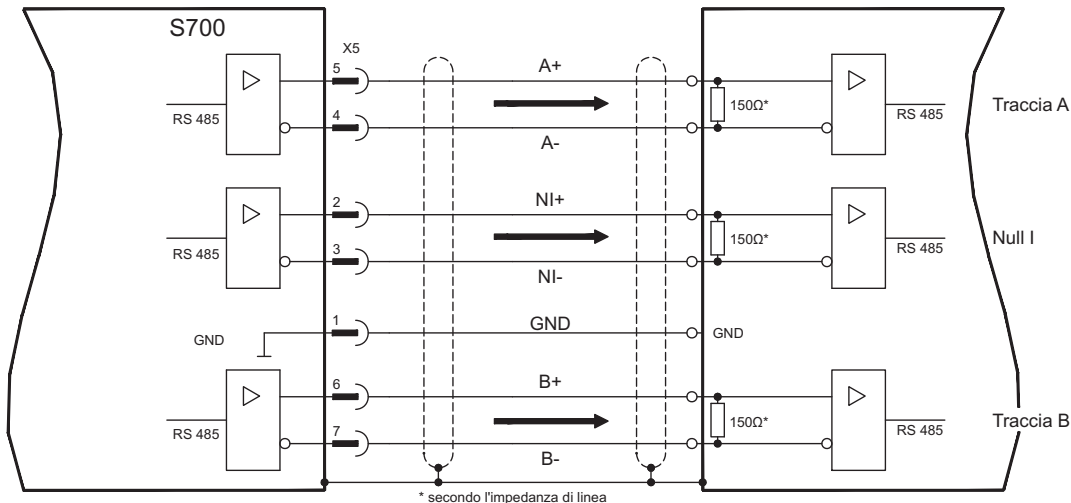 S700
X5
5
A+
RS 485
150Ω*
RS 485
Traccia A
4
A-
2
NI+
RS 485
150Ω*
RS 485
Null I
3
NI-
1
GND
GND
GND
6
B+
RS 485
150Ω*
RS 485
Traccia B
7
B-
* secondo l'impedanza di linea